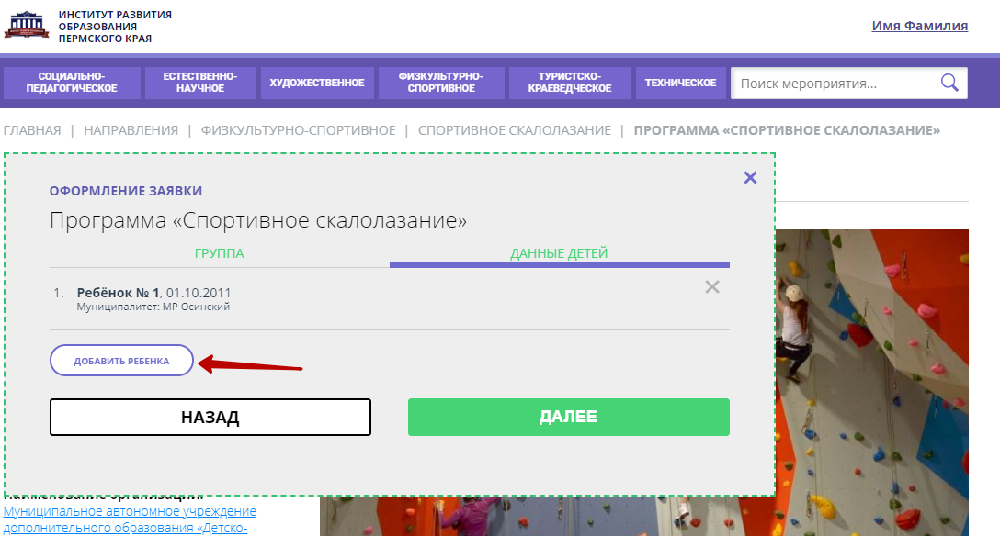 ИНСТИТУТ РАЗВИТИЯ
ОБРАЗОВАНИЯ
ПЕРМСКОГО КРАЯ
Имя Фамилия
СОЦИАЛЬНО-
ПЕДАГОГИЧЕСКОЕ
ЕСТЕСТВЕННО-
НАУЧНОЕ
ХУДОЖЕСТВЕННОЕ
ФИЗКУЛЬТУРНО-
СПОРТИВНОЕ
ТУРИСТСКО-
КРАЕВЕДЧЕСКОЕ
ТЕХНИЧЕСКОЕ
Поиск мероприятия...
ГЛАВНАЯ | НАПРАВЛЕНИЯ | ФИЗКУЛЬТУРНО-СПОРТИВНОЕ | СПОРТИВНОЕ СКАЛОЛАЗАНИЕ | ПРОГРАММА «СПОРТИВНОЕ СКАЛОЛАЗАНИЕ»
ОФОРМЛЕНИЕ ЗАЯВКИ
Программа «Спортивное скалолазание»
ГРУППА
ДАННЫЕ ДЕТЕЙ
1. Ребёнок № 1, 01.10.2011
Муниципалитет: МР Осинский
ДОБАВИТЬ РЕБЕНКА
НАЗАД
ДАЛЕЕ
Наименование организации:
Муниципальное автономное учреждение
дополнительного образования «Детско-